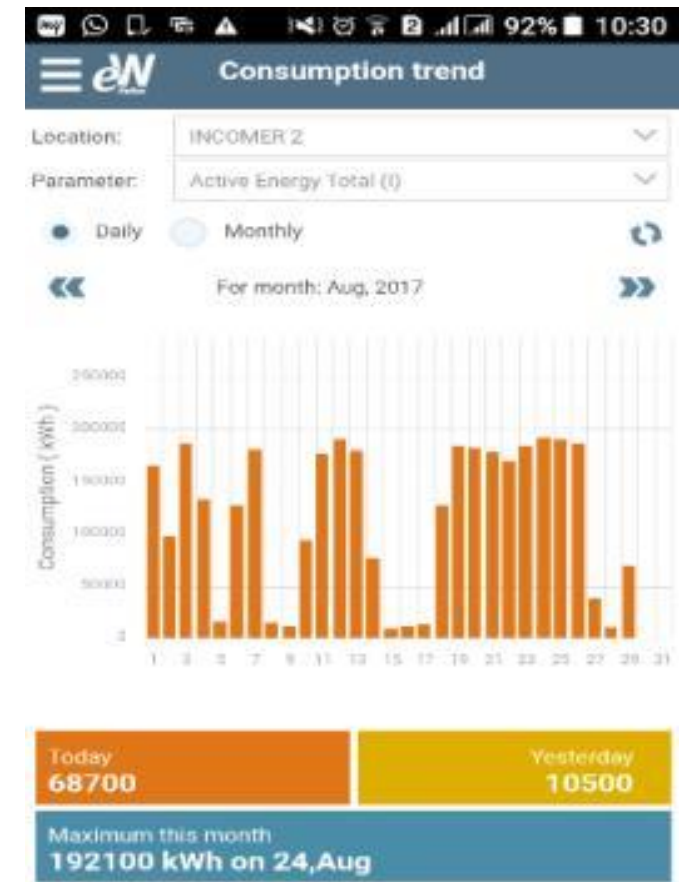 2 92% 10:30
eW Consumption trend
Location: INCOMER 2
Parameter: Active Energy Total (I)
Daily Monthly
For month: Aug, 2017
Consumption ( kWh )
250000
200000
150000
100000
50000
0
1 3 5 7 9 11 13 15 17 19 21 23 25 27 29 31
Today Yesterday
68700 10500
Maximum this month
192100 kWh on 24,Aug